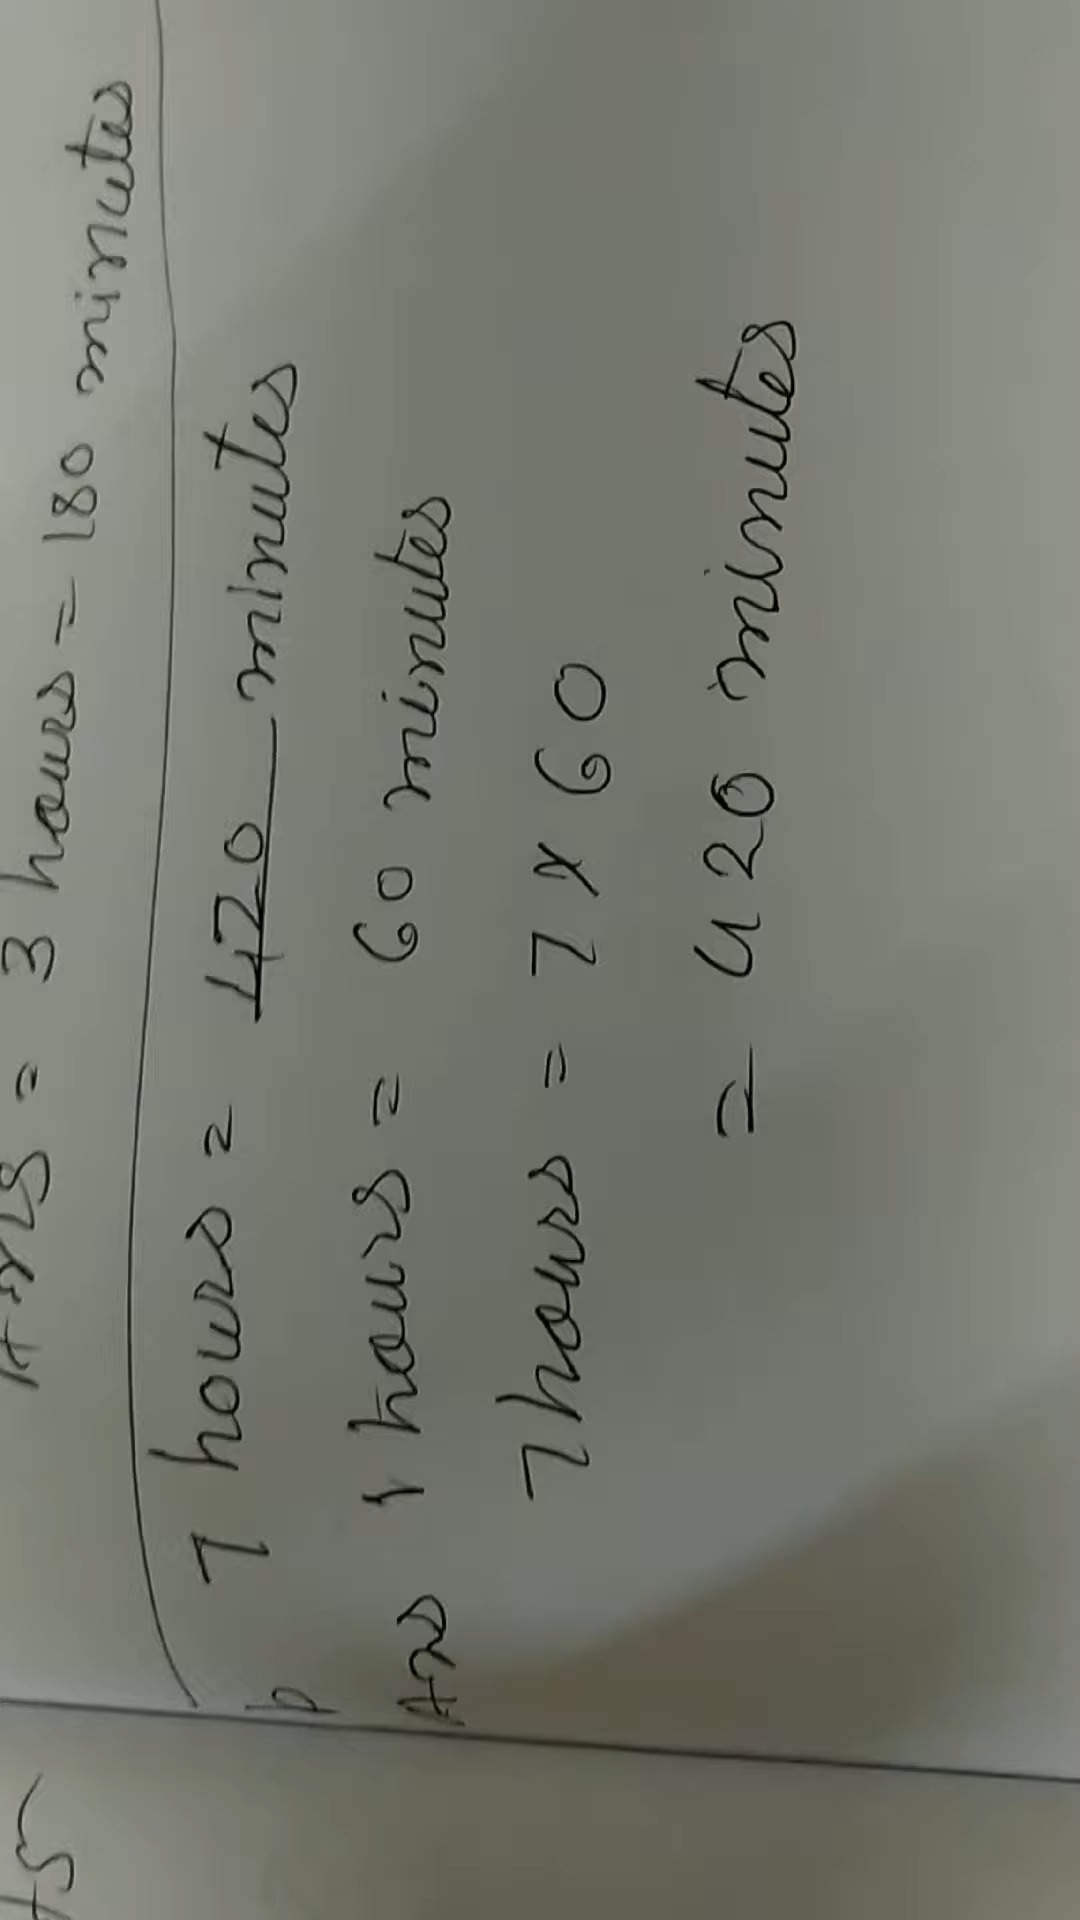 Ans = 3 hours = 180 minutes
b 7 hours = 420 minutes
Ans 1 hours = 60 minutes
7 hours = 7 x 60
= 420 minutes